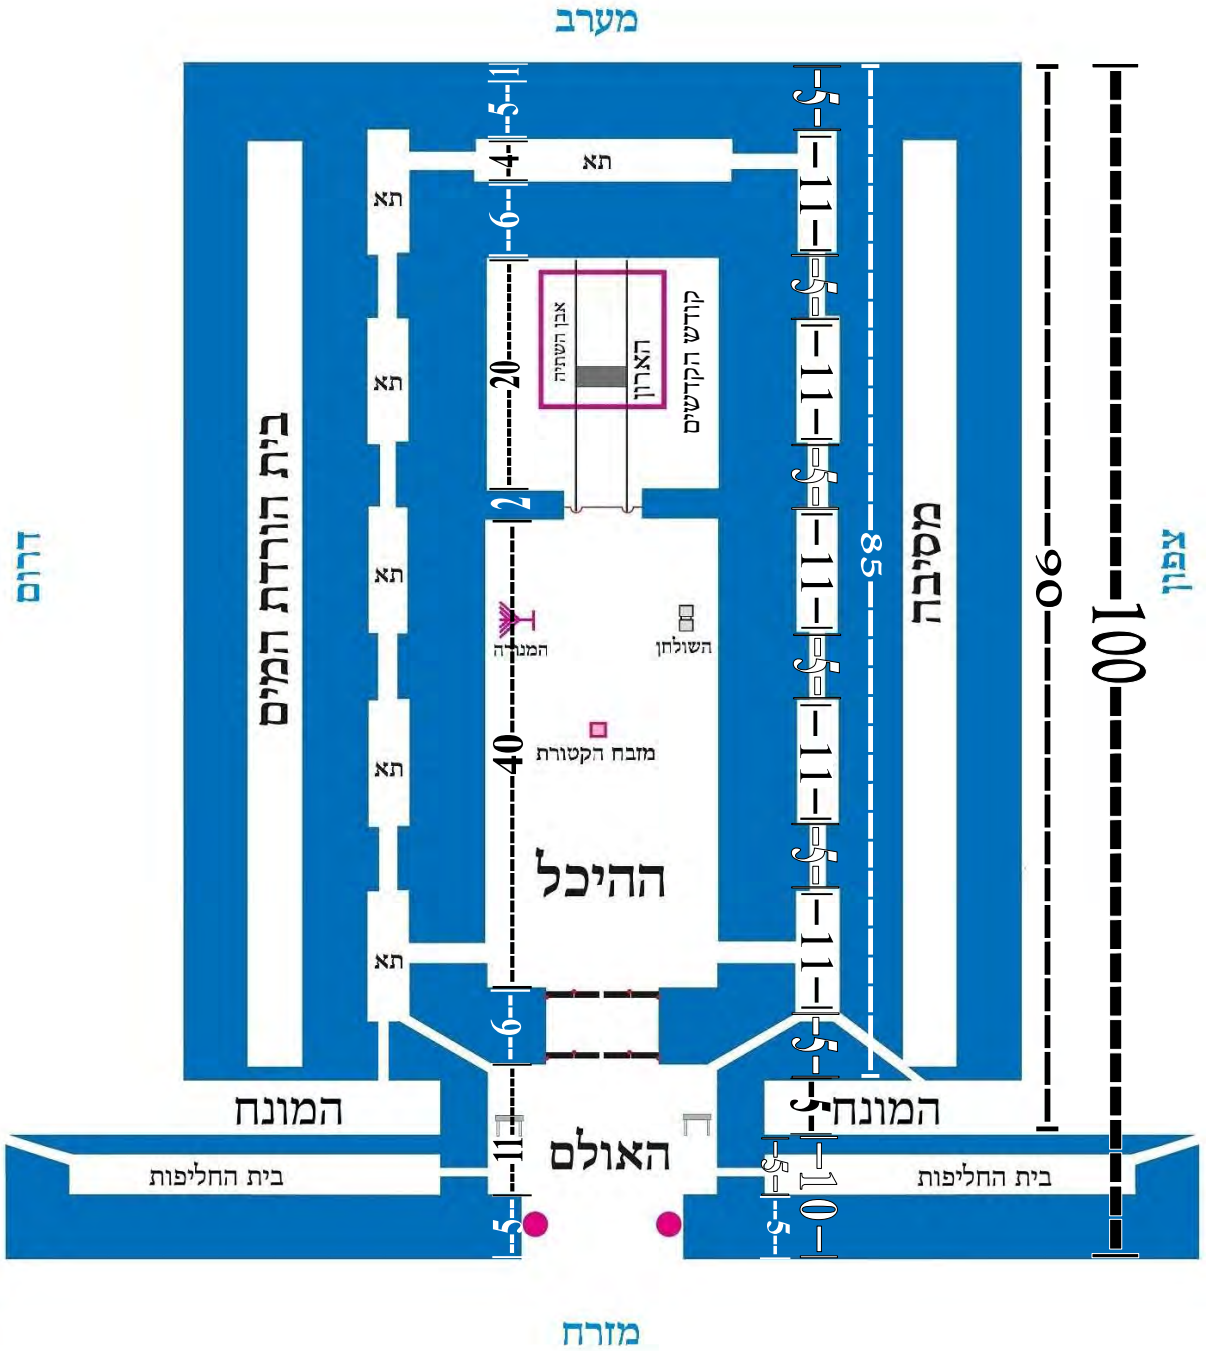 מערב
1
5
4
תא
5
11
תא
6
5
20
אבן השתיה
הארון
קודש הקדשים
11
תא
5
2
בית הורדת המים
מסיבה
דרום
צפון
85
90
100
11
תא
5
המנורה
השולחן
40
מזבח הקטורת
11
תא
5
ההיכל
11
תא
6
5
המונח
5
המונח
11
האולם
5
10
בית החליפות
בית החליפות
5
5
מזרח